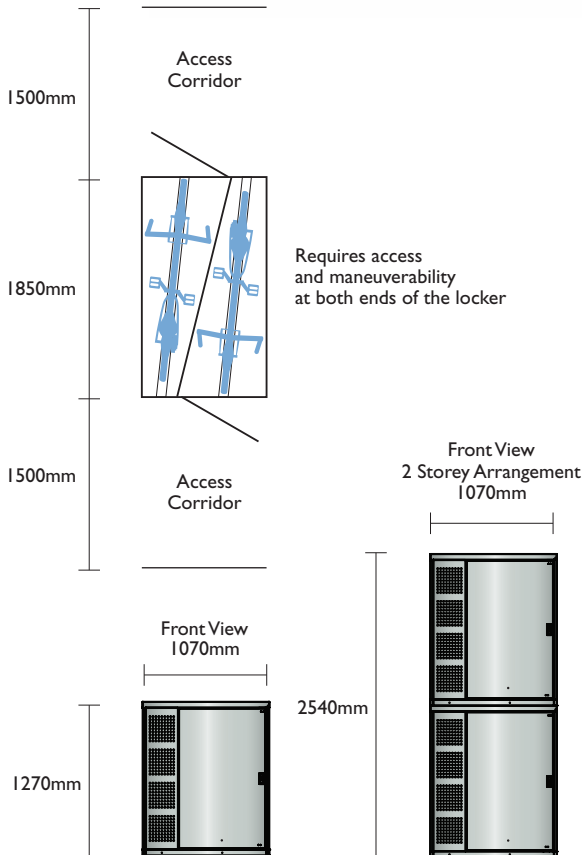 Access
Corridor
1500mm
1850mm
Requires access
and maneuverability
at both ends of the locker
1500mm
Access
Corridor
Front View
2 Storey Arrangement
1070mm
Front View
1070mm
2540mm
1270mm